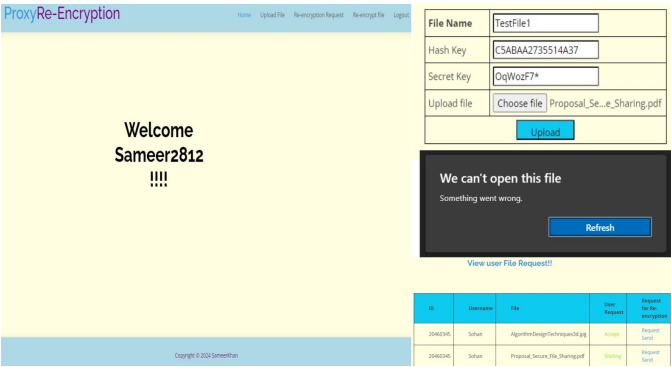 ProxyRe-Encryption
Home Upload File Re-encryption Request Re-encrypt file Logout
Welcome
Sameer2812
!!!!
Copyright © 2024 SameerKhan
File Name TestFile1
Hash Key C5ABAA2735514A37
Secret Key OqWozF7*
Upload file Choose file Proposal_Se...e_Sharing.pdf
Upload
We can't open this file
Something went wrong.
Refresh
View user File Request!!
ID Username File User Request Request for Re-encryption
20460345 Sohan AlgorithmDesignTechniques3d.jpg Accept Request Send
20460345 Sohan Proposal_Secure_File_Sharing.pdf Waiting Request Send